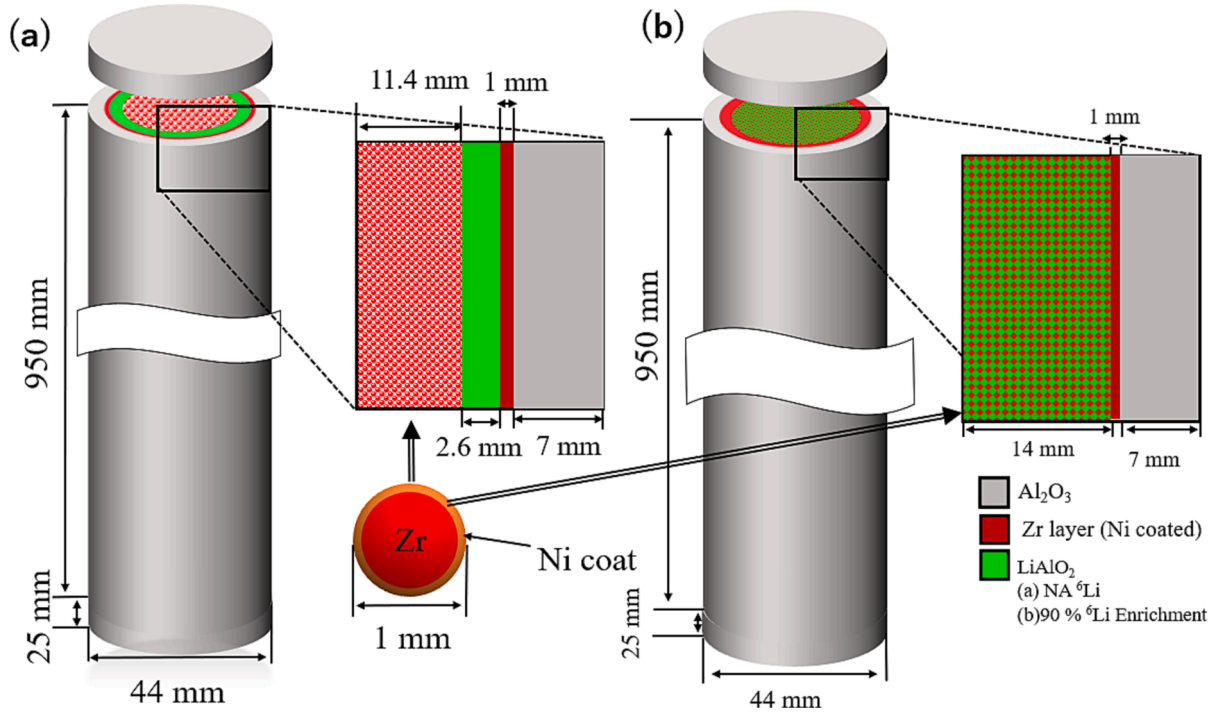 (a)
11.4 mm
1 mm
950 mm
2.6 mm
7 mm
Zr
Ni coat
1 mm
25 mm
44 mm
(b)
1 mm
950 mm
14 mm
7 mm
25 mm
44 mm
Al₂O₃
Zr layer (Ni coated)
LiAlO₂
(a) NA ⁶Li
(b)90 % ⁶Li Enrichment